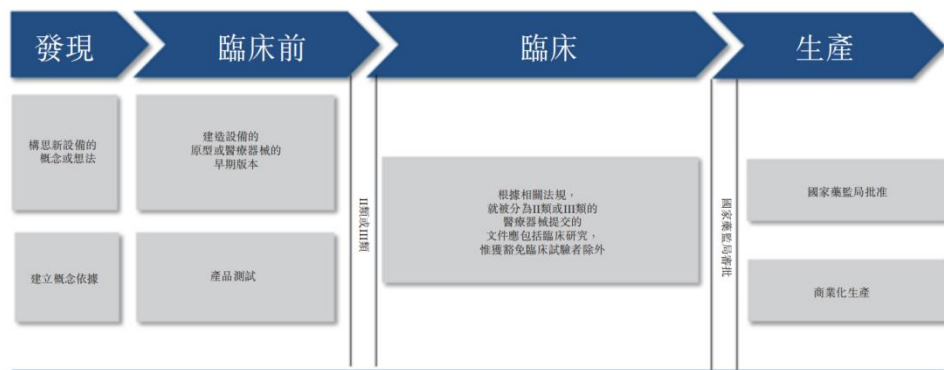 發現
臨床前
臨床
生產
構思新設備的
概念或想法
建立概念依據
建造設備的
原型或醫療器械的
早期版本
產品測試
II類或III類
根據相關法規，
就被分為II類或III類的
醫療器械提交的
文件應包括臨床研究，
惟獲豁免臨床試驗者除外
國家藥監局審批
國家藥監局批准
商業化生產